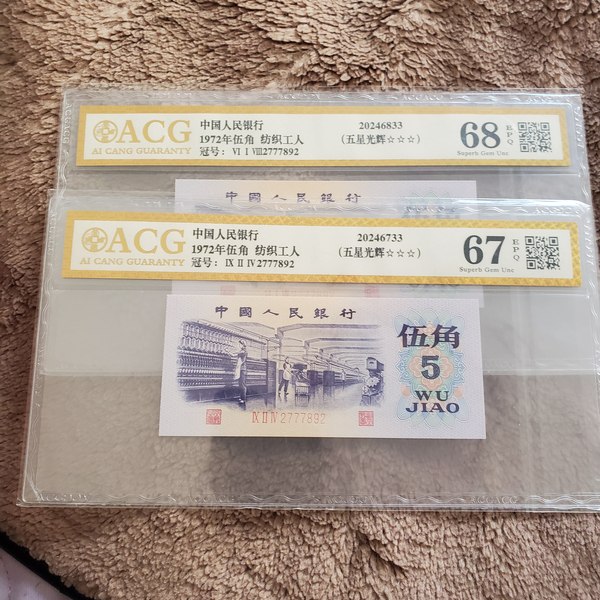 ACG
AI CANG GUARANTY
中国人民银行
1972年伍角 纺织工人
冠号: VI I VIII2777892
20246833
(五星光辉☆☆☆)
68
EPQ
Superb Gem Unc
中國人民銀行
ACG
AI CANG GUARANTY
中国人民银行
1972年伍角 纺织工人
冠号: IX II IV2777892
20246733
(五星光辉☆☆☆)
67
EPQ
Superb Gem Unc
中國人民銀行
伍角
5
WU
JIAO
IX II IV 2777892